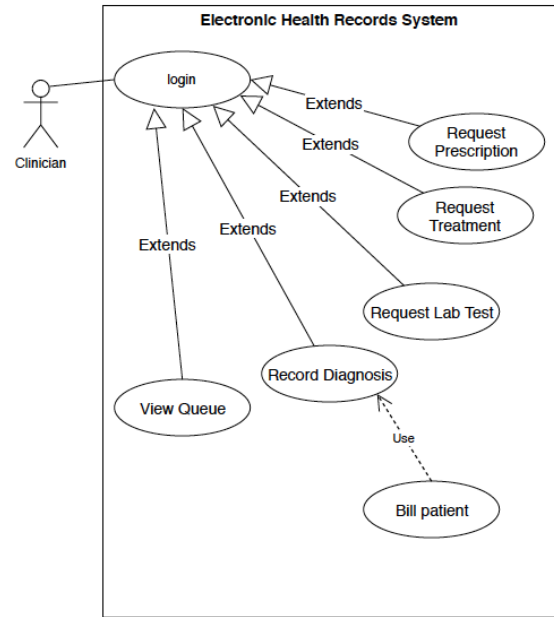 Electronic Health Records System
login
Clinician
Extends
Request
Prescription
Extends
Request
Treatment
Extends
Extends
Extends
Request Lab Test
Record Diagnosis
View Queue
Use
Bill patient